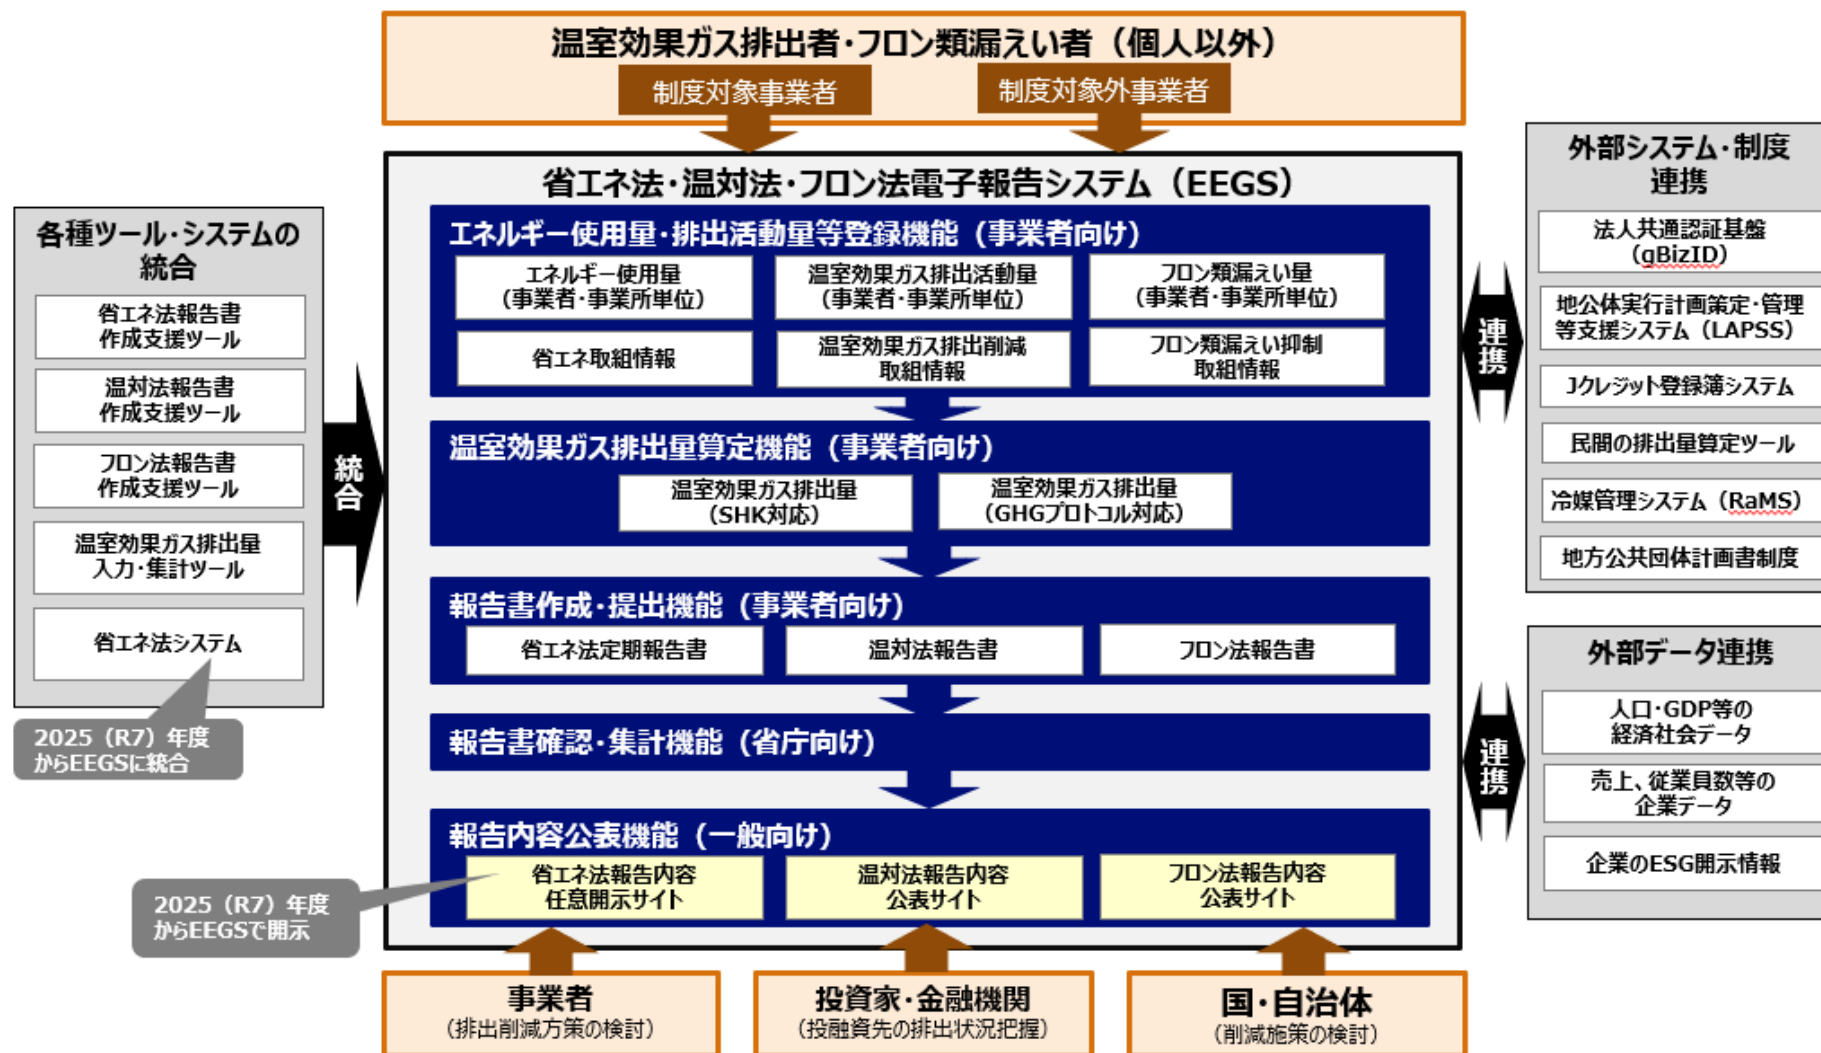 温室効果ガス排出者・フロン類漏えい者（個人以外）
制度対象事業者
制度対象外事業者
省エネ法・温対法・フロン法電子報告システム（EEGS）
エネルギー使用量・排出活動量等登録機能（事業者向け）
エネルギー使用量
（事業者・事業所単位）
温室効果ガス排出活動量
（事業者・事業所単位）
フロン類漏えい量
（事業者・事業所単位）
省エネ取組情報
温室効果ガス排出削減
取組情報
フロン類漏えい抑制
取組情報
温室効果ガス排出量算定機能（事業者向け）
温室効果ガス排出量
（SHK対応）
温室効果ガス排出量
（GHGプロトコル対応）
報告書作成・提出機能（事業者向け）
省エネ法定期報告書
温対法報告書
フロン法報告書
報告書確認・集計機能（省庁向け）
報告内容公表機能（一般向け）
省エネ法報告内容
任意開示サイト
温対法報告内容
公表サイト
フロン法報告内容
公表サイト
各種ツール・システムの
統合
省エネ法報告書
作成支援ツール
温対法報告書
作成支援ツール
フロン法報告書
作成支援ツール
温室効果ガス排出量
入力・集計ツール
省エネ法システム
2025（R7）年度
からEEGSに統合
統合
2025（R7）年度
からEEGSで開示
連携
外部システム・制度
連携
法人共通認証基盤
（gBizID）
地公体実行計画策定・管理
等支援システム（LAPSS）
Jクレジット登録簿システム
民間の排出量算定ツール
冷媒管理システム（RaMS）
地方公共団体計画書制度
連携
外部データ連携
人口・GDP等の
経済社会データ
売上、従業員数等の
企業データ
企業のESG開示情報
事業者
（排出削減方策の検討）
投資家・金融機関
（投融資先の排出状況把握）
国・自治体
（削減施策の検討）